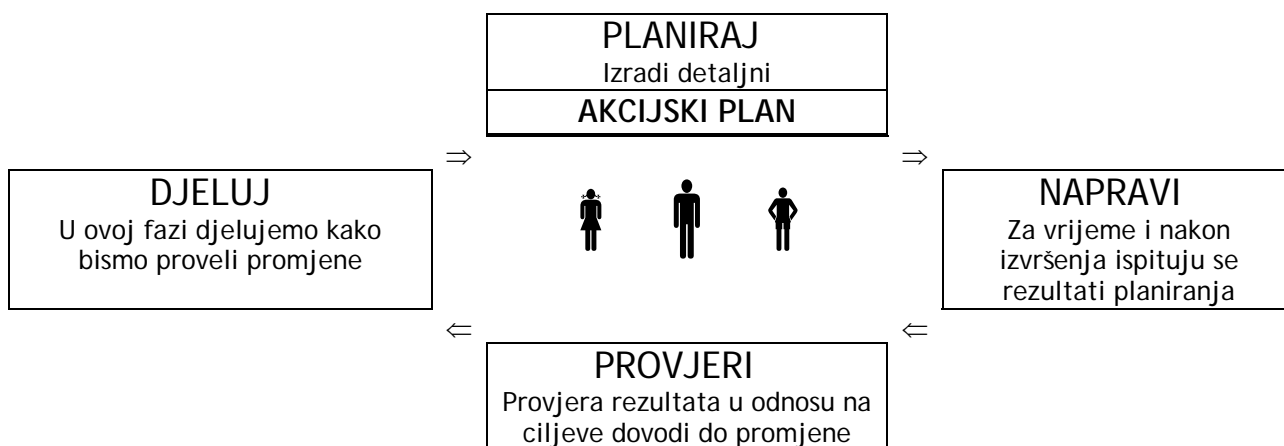 PLANIRAJ
Izradi detaljni
AKCIJSKI PLAN
⇒
⇒
DJELUJ
U ovoj fazi djelujemo kako
bismo proveli promjene
NAPRAVI
Za vrijeme i nakon
izvršenja ispituju se
rezultati planiranja
⇐
⇐
PROVJERI
Provjera rezultata u odnosu na
ciljeve dovodi do promjene